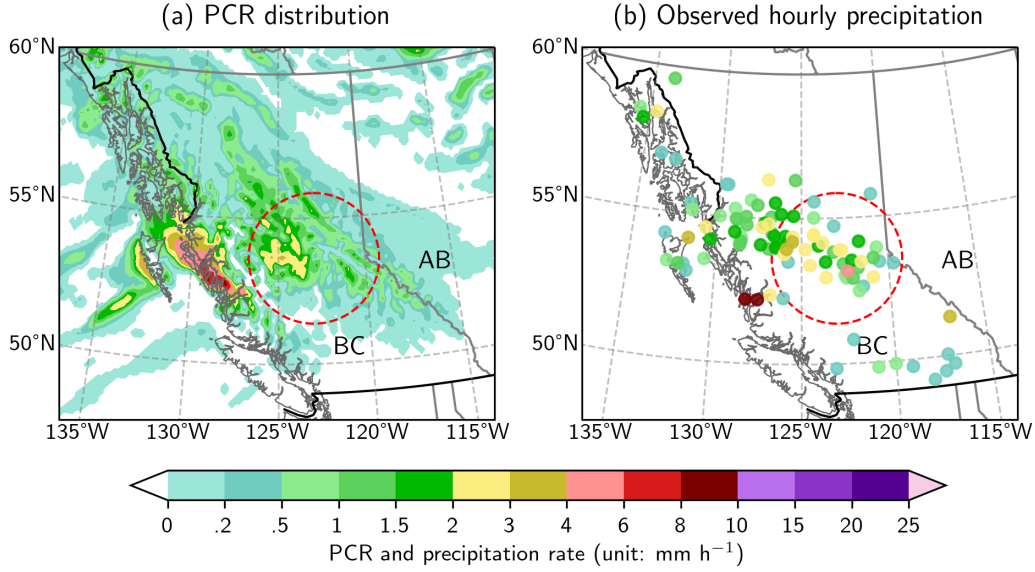 (a) PCR distribution
(b) Observed hourly precipitation
60°N
55°N
50°N
AB
BC
135°W 130°W 125°W 120°W 115°W
60°N
55°N
50°N
AB
BC
135°W 130°W 125°W 120°W 115°W
0 .2 .5 1 1.5 2 3 4 6 8 10 15 20 25
PCR and precipitation rate (unit: mm h⁻¹)